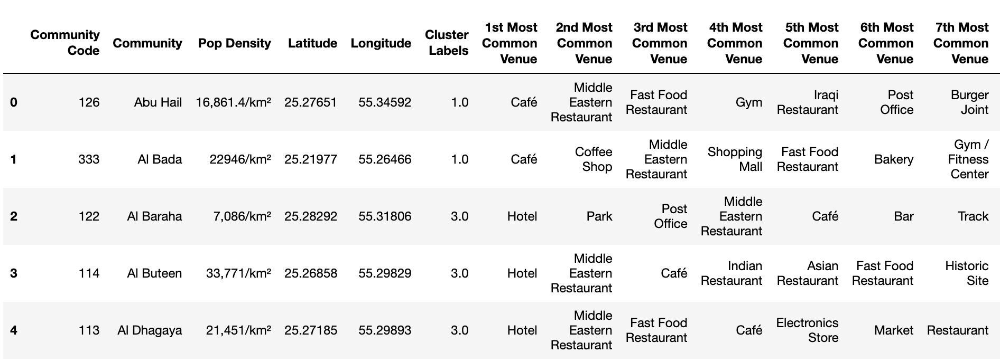 Community Code Community Pop Density Latitude Longitude Cluster Labels 1st Most Common Venue 2nd Most Common Venue 3rd Most Common Venue 4th Most Common Venue 5th Most Common Venue 6th Most Common Venue 7th Most Common Venue
0 126 Abu Hail 16,861.4/km² 25.27651 55.34592 1.0 Café Middle Eastern Restaurant Fast Food Restaurant Gym Iraqi Restaurant Post Office Burger Joint
1 333 Al Bada 22946/km² 25.21977 55.26466 1.0 Café Coffee Shop Middle Eastern Restaurant Shopping Mall Fast Food Restaurant Bakery Gym / Fitness Center
2 122 Al Baraha 7,086/km² 25.28292 55.31806 3.0 Hotel Park Post Office Middle Eastern Restaurant Café Bar Track
3 114 Al Buteen 33,771/km² 25.26858 55.29829 3.0 Hotel Middle Eastern Restaurant Café Indian Restaurant Asian Restaurant Fast Food Restaurant Historic Site
4 113 Al Dhagaya 21,451/km² 25.27185 55.29893 3.0 Hotel Middle Eastern Restaurant Fast Food Restaurant Café Electronics Store Market Restaurant